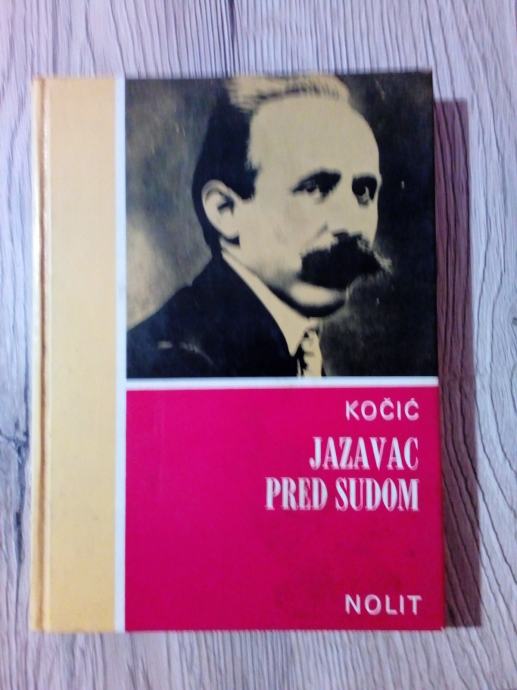 KOČIĆ
JAZAVAC
PRED SUDOM
NOLIT